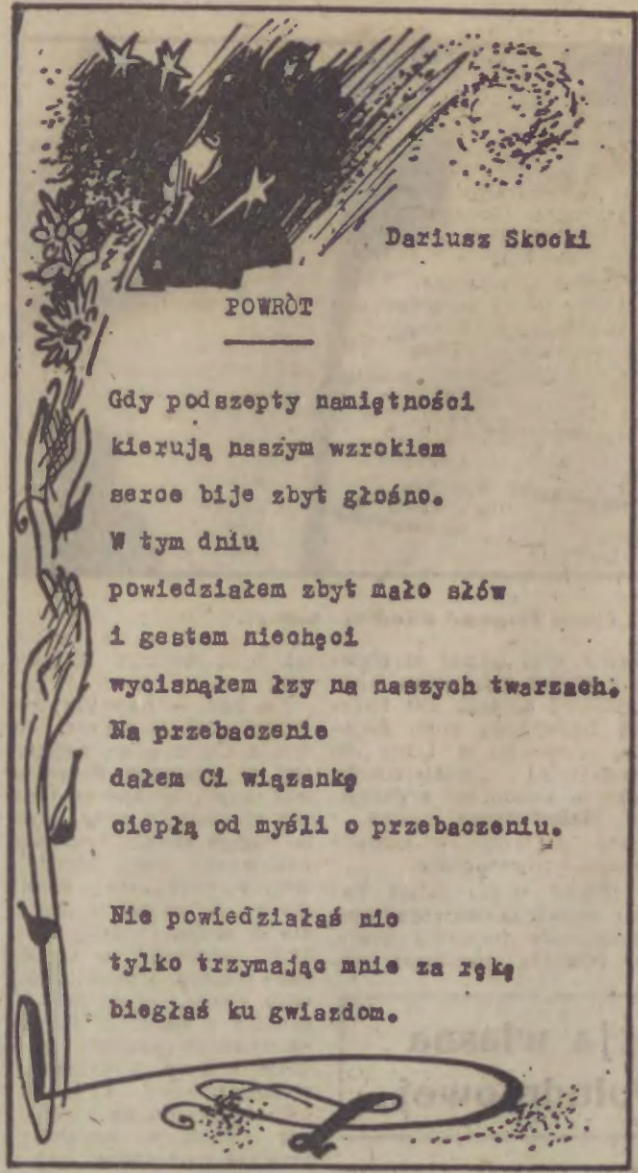 Dariusz Skocki
POWRÒT
Gdy podszepty namiętności
kierują naszym wzrokiem
serce bije zbyt głośno.
W tym dniu
powiedziałem zbyt mało słów
i gestem niechęci
wycisnąłem łzy na naszych twarzach.
Na przebaczenie
dałem Ci wiązankę
ciepłą od myśli o przebaczeniu.
Nie powiedziałaś nic
tylko trzymając mnie za rękę
biegłaś ku gwiazdom.